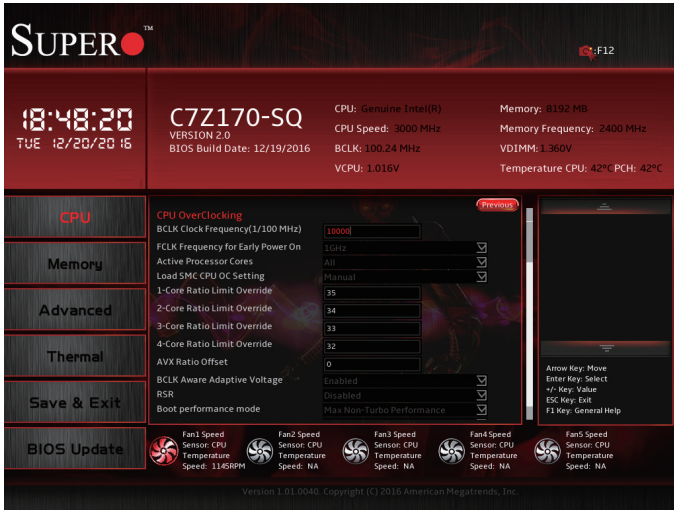 SUPER
TM
:F12
18:48:20
TUE 12/20/2016
C7Z170-SQ
VERSION 2.0
BIOS Build Date: 12/19/2016
CPU: Genuine Intel(R)
CPU Speed: 3000 MHz
BCLK: 100.24 MHz
VCPU: 1.016V
Memory: 8192 MB
Memory Frequency: 2400 MHz
VDIMM: 1.360V
Temperature CPU: 42°C PCH: 42°C
CPU
Memory
Advanced
Thermal
Save & Exit
BIOS Update
Previous
CPU OverClocking
BCLK Clock Frequency(1/100 MHz) 10000
FCLK Frequency for Early Power On 1GHz
Active Processor Cores All
Load SMC CPU OC Setting Manual
1-Core Ratio Limit Override 35
2-Core Ratio Limit Override 34
3-Core Ratio Limit Override 33
4-Core Ratio Limit Override 32
AVX Ratio Offset 0
BCLK Aware Adaptive Voltage Enabled
RSR Disabled
Boot performance mode Max Non-Turbo Performance
Arrow Key: Move
Enter Key: Select
+/- Key: Value
ESC Key: Exit
F1 Key: General Help
Fan1 Speed
Sensor: CPU
Temperature
Speed: 1145RPM
Fan2 Speed
Sensor: CPU
Temperature
Speed: NA
Fan3 Speed
Sensor: CPU
Temperature
Speed: NA
Fan4 Speed
Sensor: CPU
Temperature
Speed: NA
Fan5 Speed
Sensor: CPU
Temperature
Speed: NA
Version 1.01.0040. Copyright (C) 2016 American Megatrends, Inc.